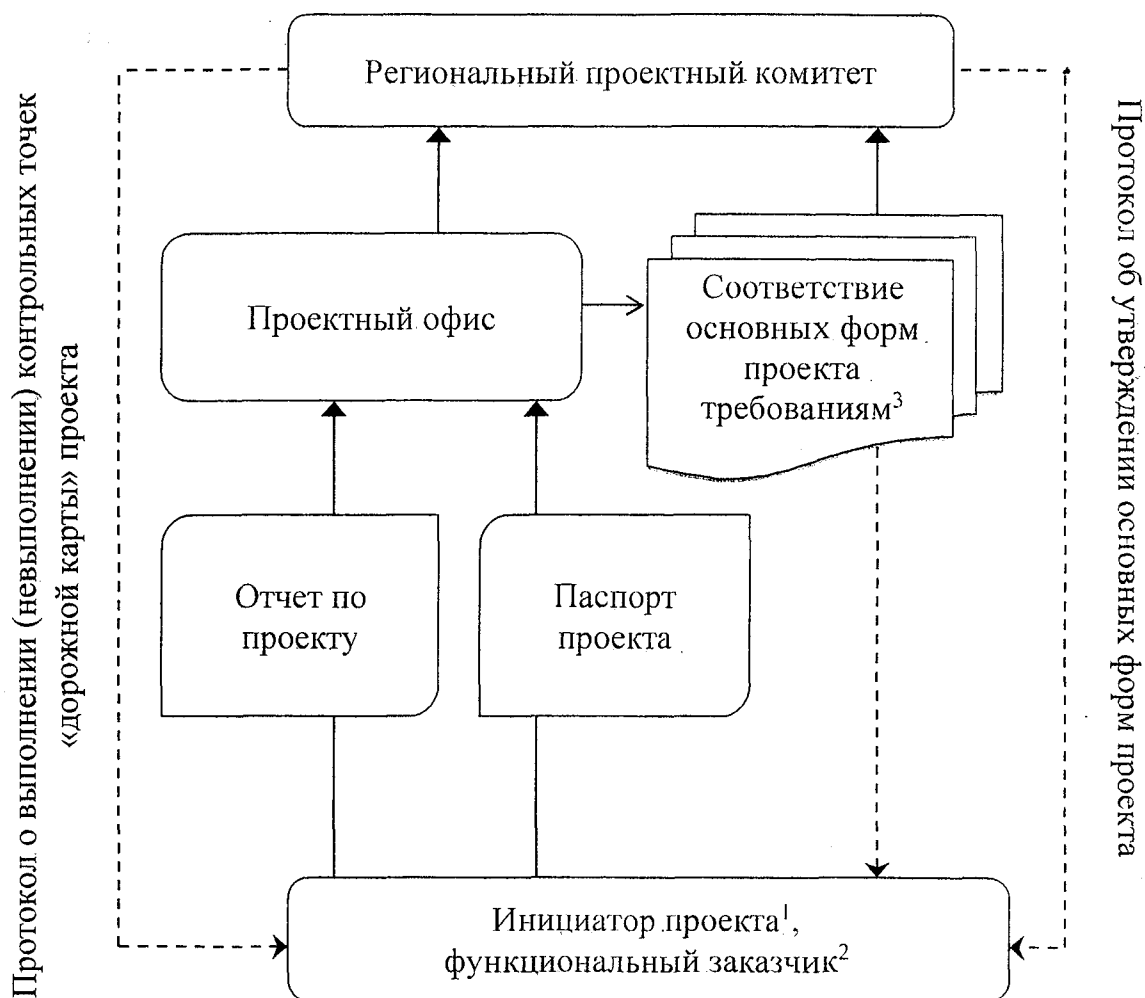 Региональный проектный комитет
Проектный офис
Соответствие
основных форм
проекта
требованиям³
Отчет по
проекту
Паспорт
проекта
Инициатор проекта¹,
функциональный заказчик²
Протокол о выполнении (невыполнении) контрольных точек
«дорожной карты» проекта
Протокол об утверждении основных форм проекта